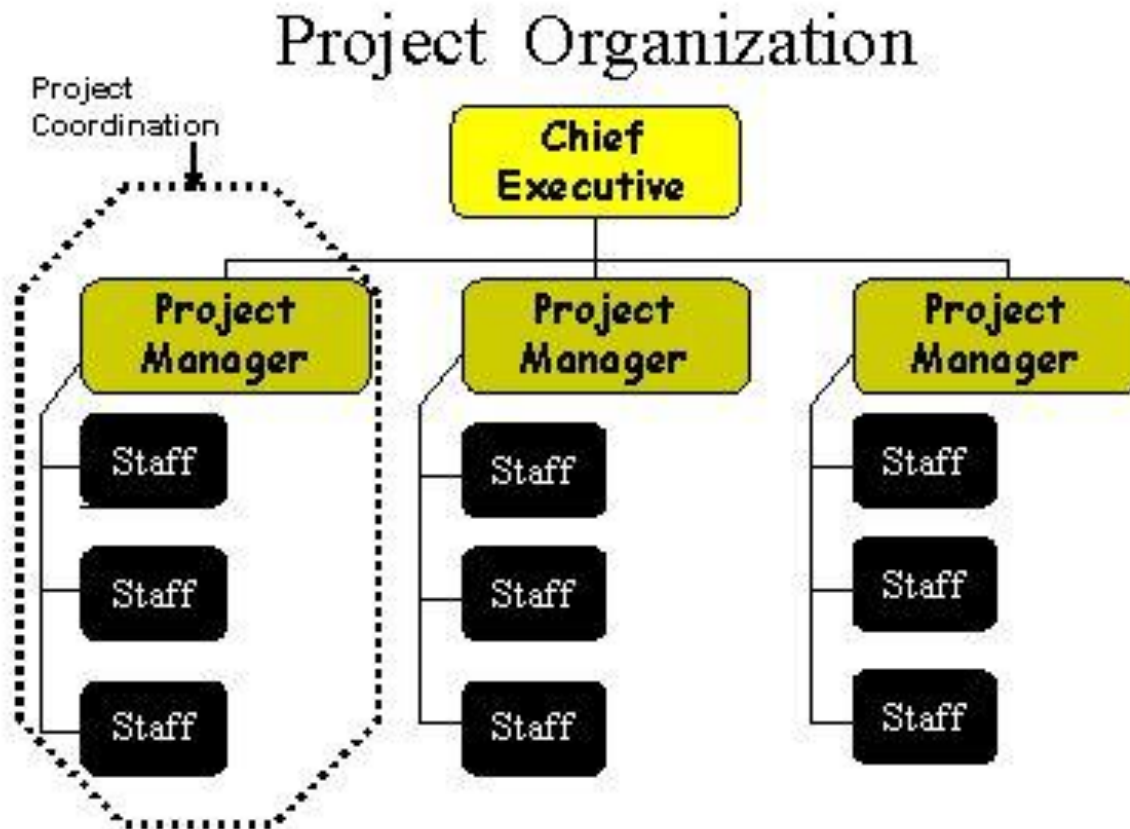 Project Organization
Project
Coordination
Chief
Executive
Project
Manager
Project
Manager
Project
Manager
Staff
Staff
Staff
Staff
Staff
Staff
Staff
Staff
Staff